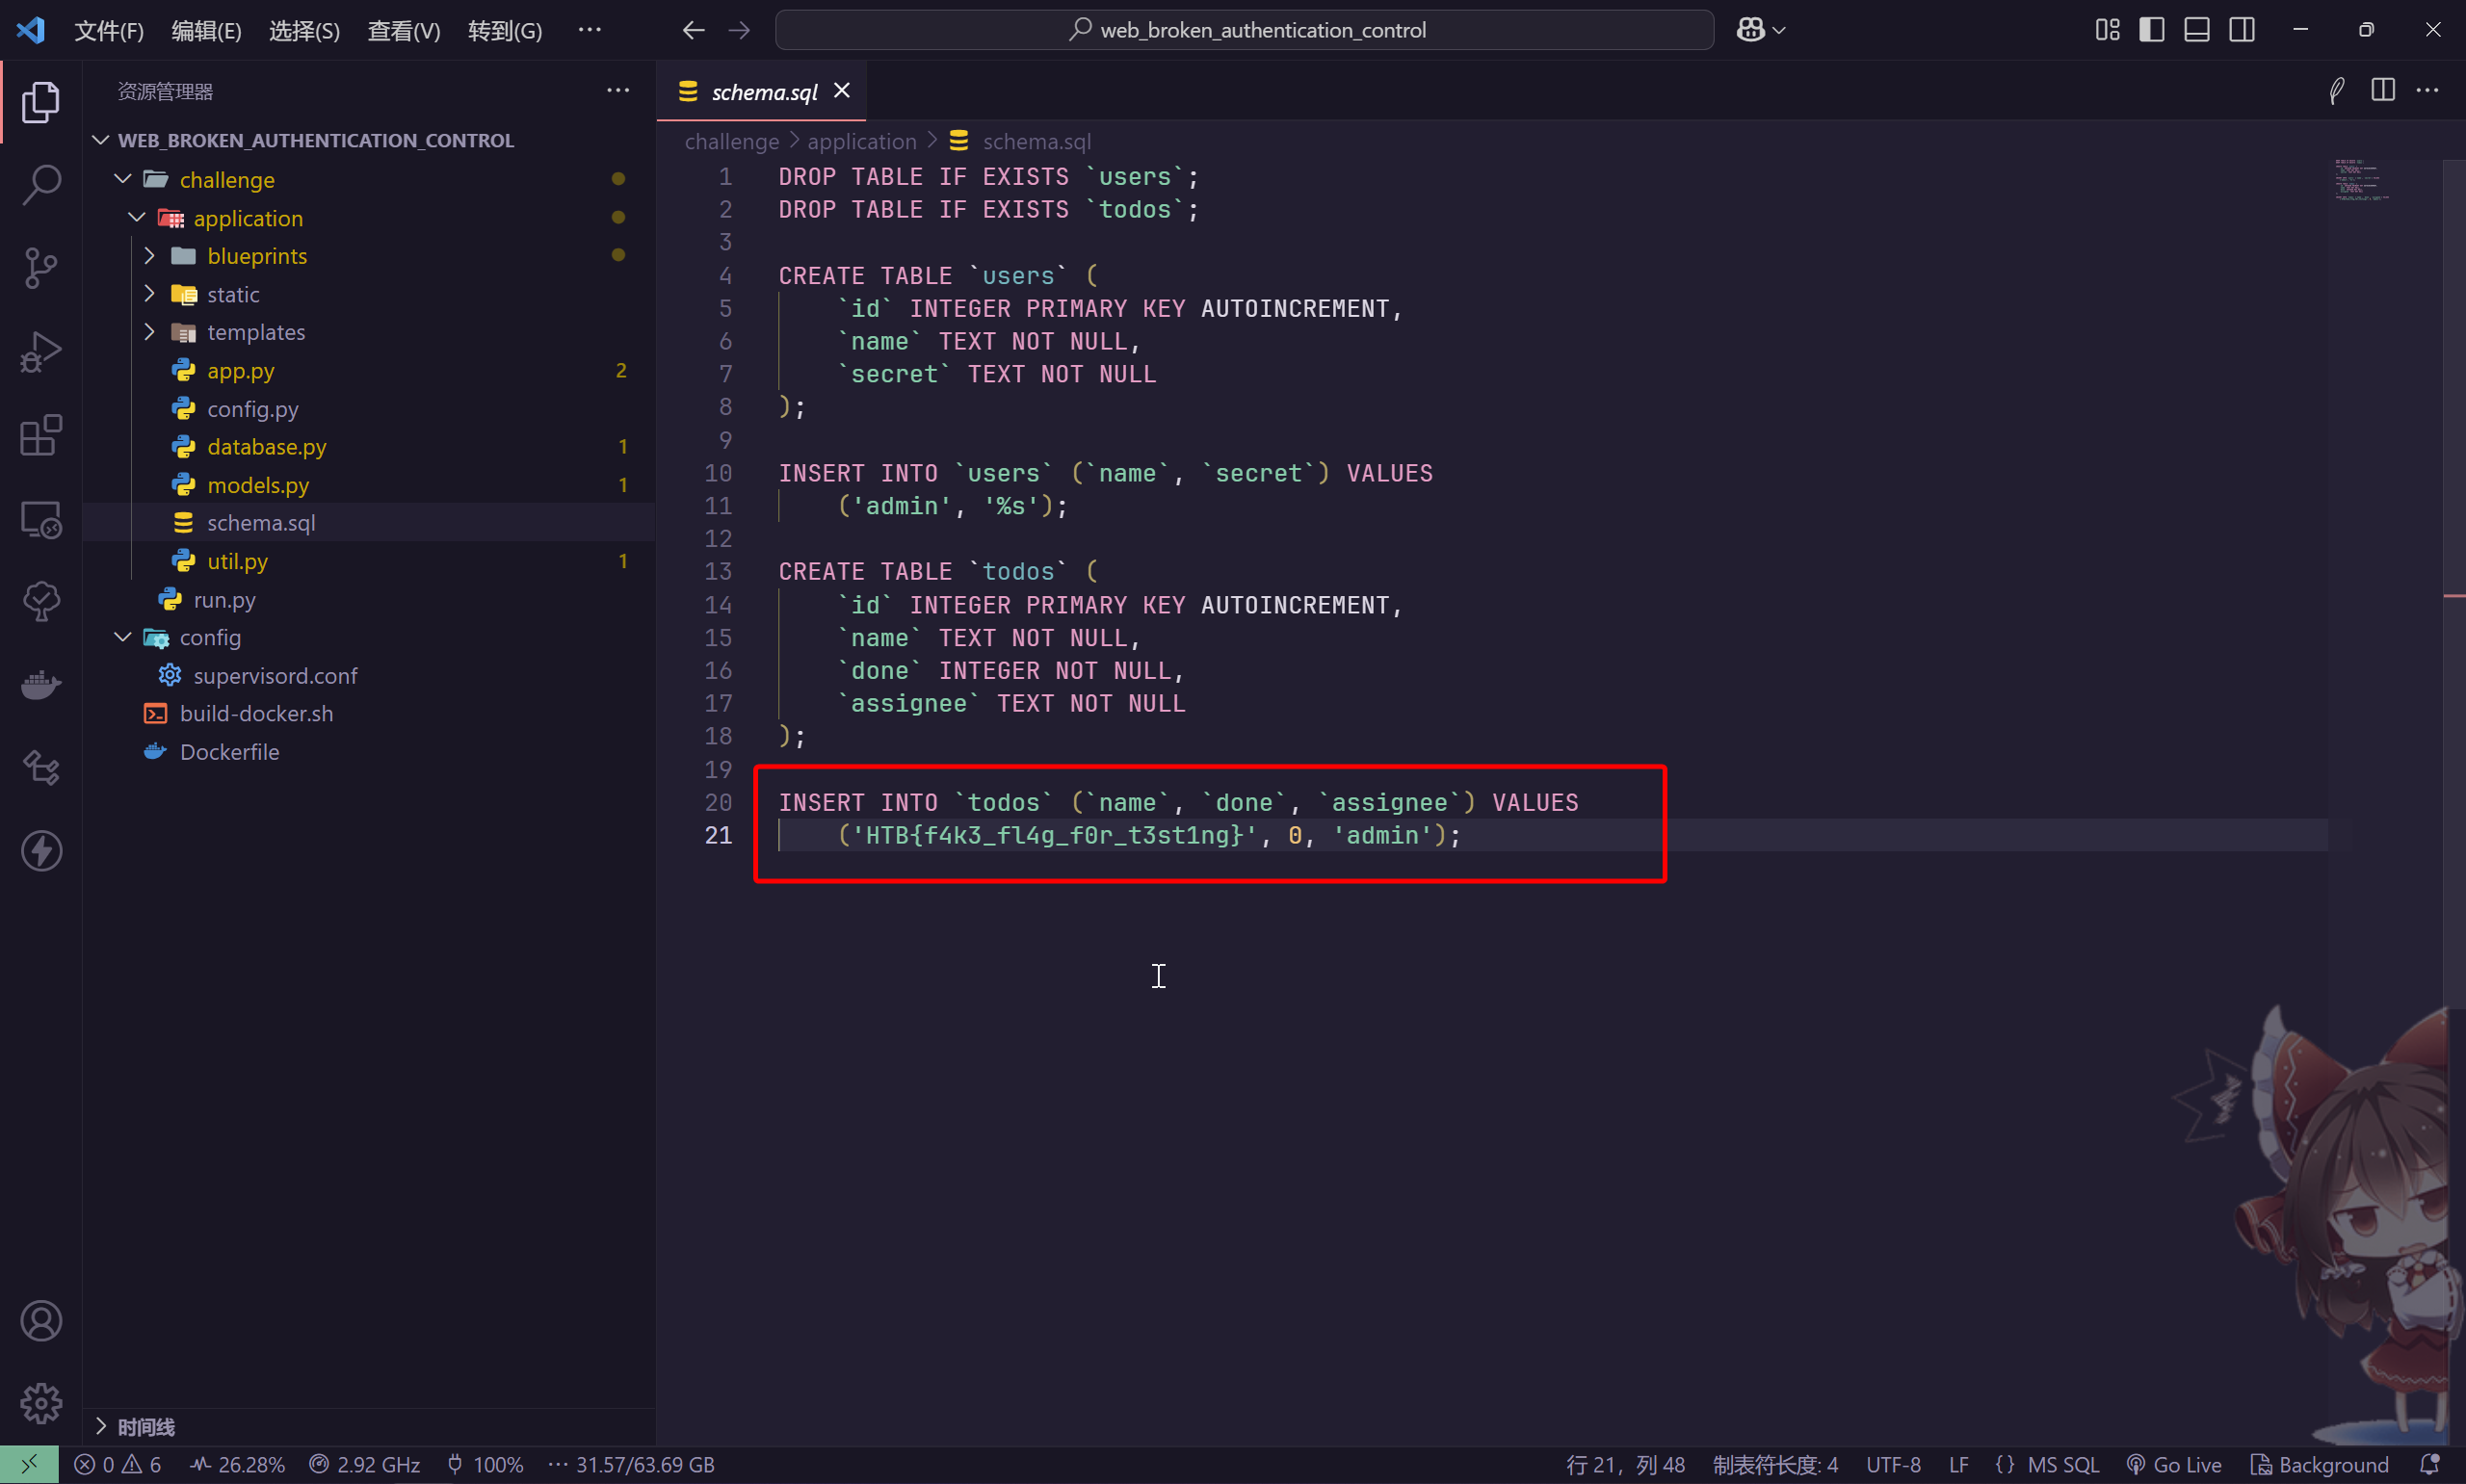 文件(F) 编辑(E) 选择(S) 查看(V) 转到(G) ··· web_broken_authentication_control
资源管理器 ···
WEB_BROKEN_AUTHENTICATION_CONTROL
challenge
application
blueprints
static
templates
app.py 2
config.py
database.py 1
models.py 1
schema.sql
util.py 1
run.py
config
supervisord.conf
build-docker.sh
Dockerfile
时间线
schema.sql
challenge > application > schema.sql
1 DROP TABLE IF EXISTS `users`;
2 DROP TABLE IF EXISTS `todos`;
3
4 CREATE TABLE `users` (
5 `id` INTEGER PRIMARY KEY AUTOINCREMENT,
6 `name` TEXT NOT NULL,
7 `secret` TEXT NOT NULL
8 );
9
10 INSERT INTO `users` (`name`, `secret`) VALUES
11 ('admin', '%s');
12
13 CREATE TABLE `todos` (
14 `id` INTEGER PRIMARY KEY AUTOINCREMENT,
15 `name` TEXT NOT NULL,
16 `done` INTEGER NOT NULL,
17 `assignee` TEXT NOT NULL
18 );
19
20 INSERT INTO `todos` (`name`, `done`, `assignee`) VALUES
21 ('HTB{f4k3_fl4g_f0r_t3st1ng}', 0, 'admin');
0 6 26.28% 2.92 GHz 100% ··· 31.57/63.69 GB 行 21，列 48 制表符长度: 4 UTF-8 LF {} MS SQL Go Live Background